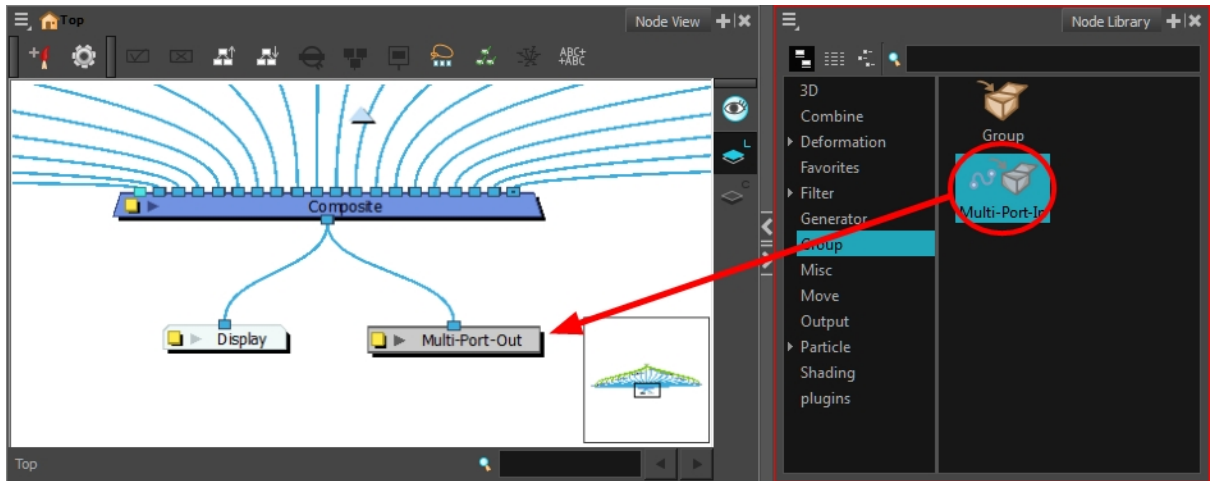 Top
Node View
ABC+
+ABC
L
C
Composite
Display
Multi-Port-Out
Top
Node Library
3D
Combine
Deformation
Favorites
Filter
Generator
Group
Misc
Move
Output
Particle
Shading
plugins
Group
Multi-Port-In